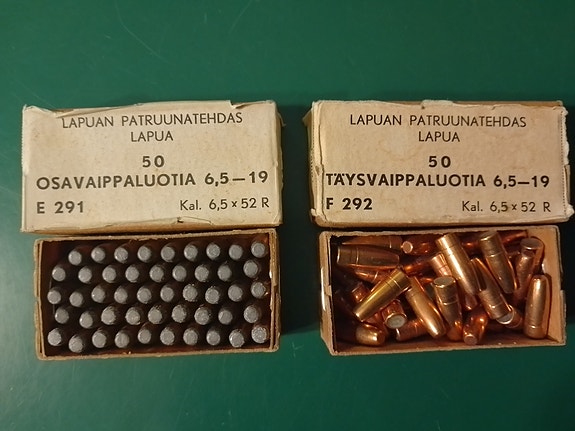 LAPUAN PATRUUNATEHDAS
LAPUA
50
OSAVAIPPALUOTIA 6,5—19
E 291 Kal. 6,5 x 52 R
LAPUAN PATRUUNATEHDAS
LAPUA
50
TÄYSVAIPPALUOTIA 6,5—19
F 292 Kal. 6,5 x 52 R